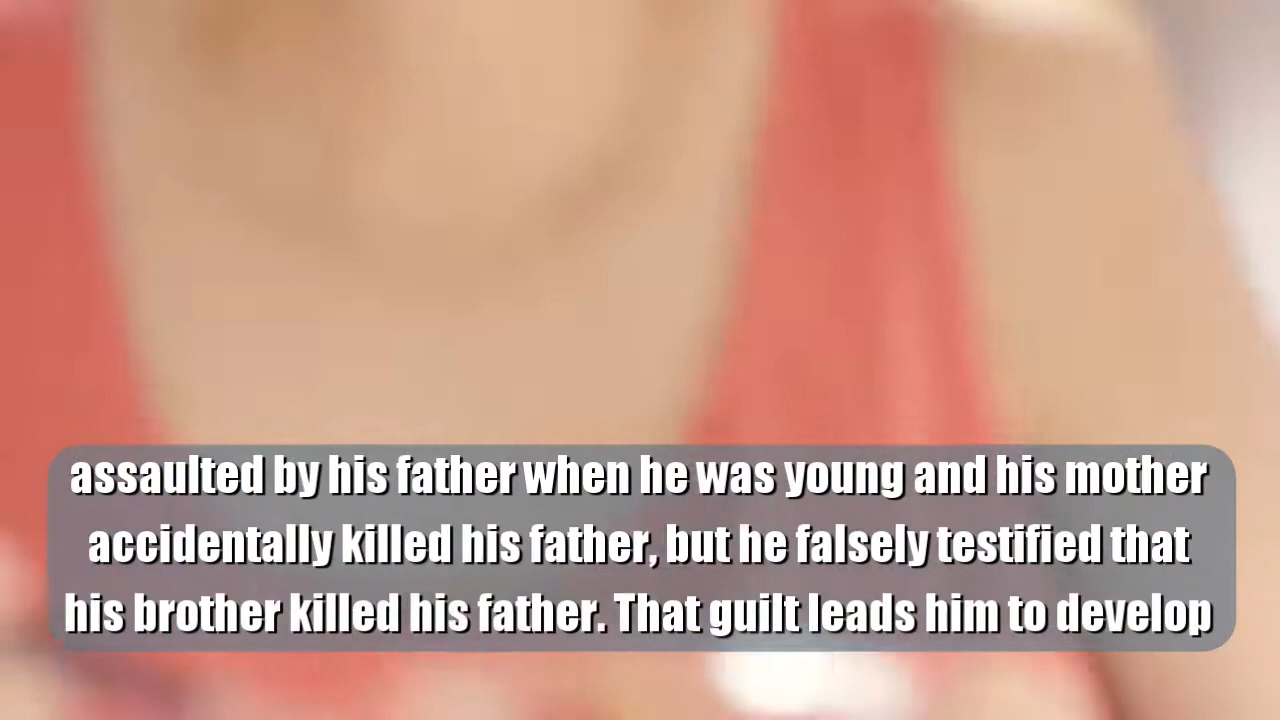 assaulted by his father when he was young and his mother
accidentally killed his father, but he falsely testified that
his brother killed his father. That guilt leads him to develop